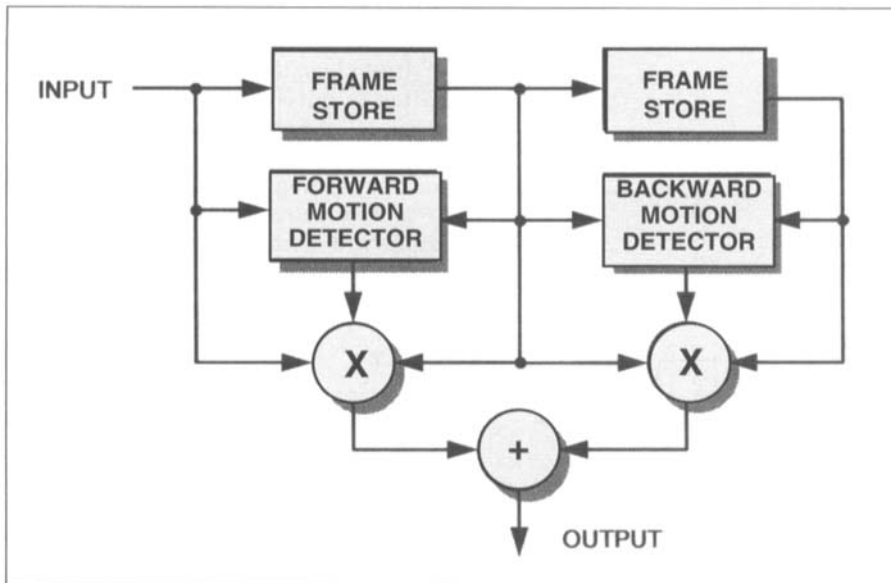 INPUT
FRAME
STORE
FRAME
STORE
FORWARD
MOTION
DETECTOR
BACKWARD
MOTION
DETECTOR
X
X
+
OUTPUT